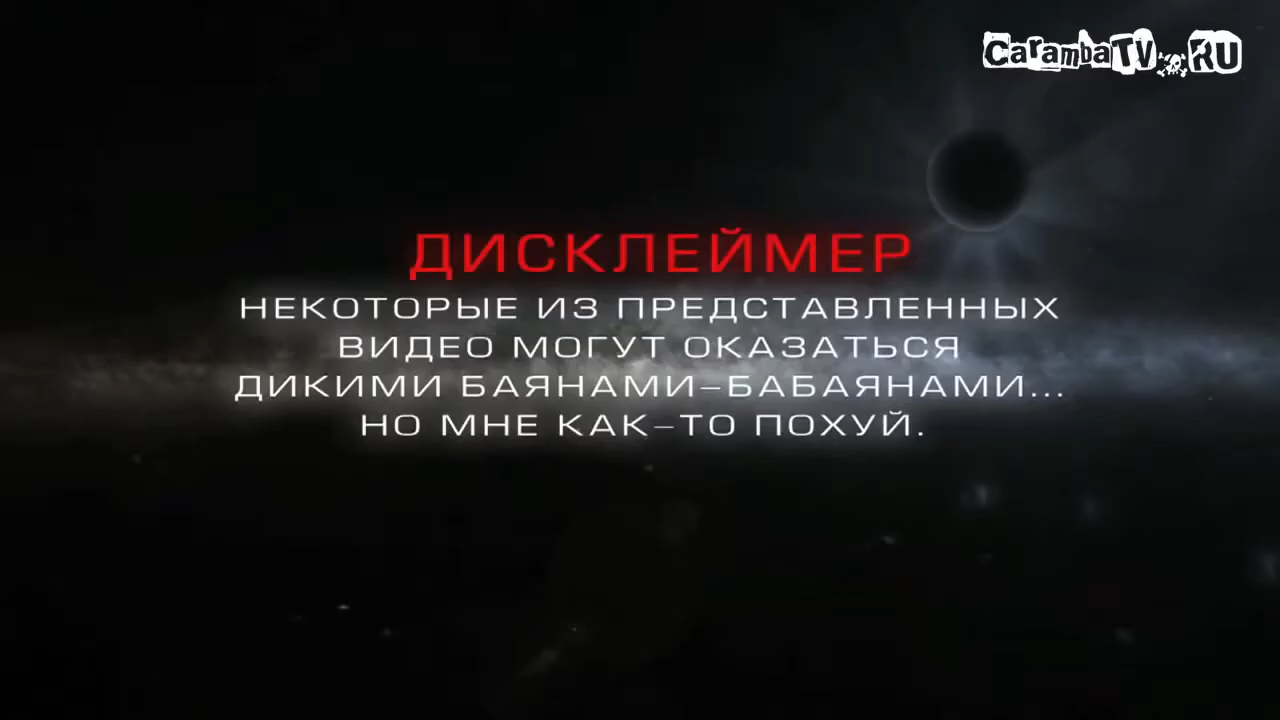 CarambaTV.RU
ДИСКЛЕЙМЕР
НЕКОТОРЫЕ ИЗ ПРЕДСТАВЛЕННЫХ
ВИДЕО МОГУТ ОКАЗАТЬСЯ
ДИКИМИ БАЯНАМИ–БАБАЯНАМИ...
НО МНЕ КАК–ТО ПОХУЙ.